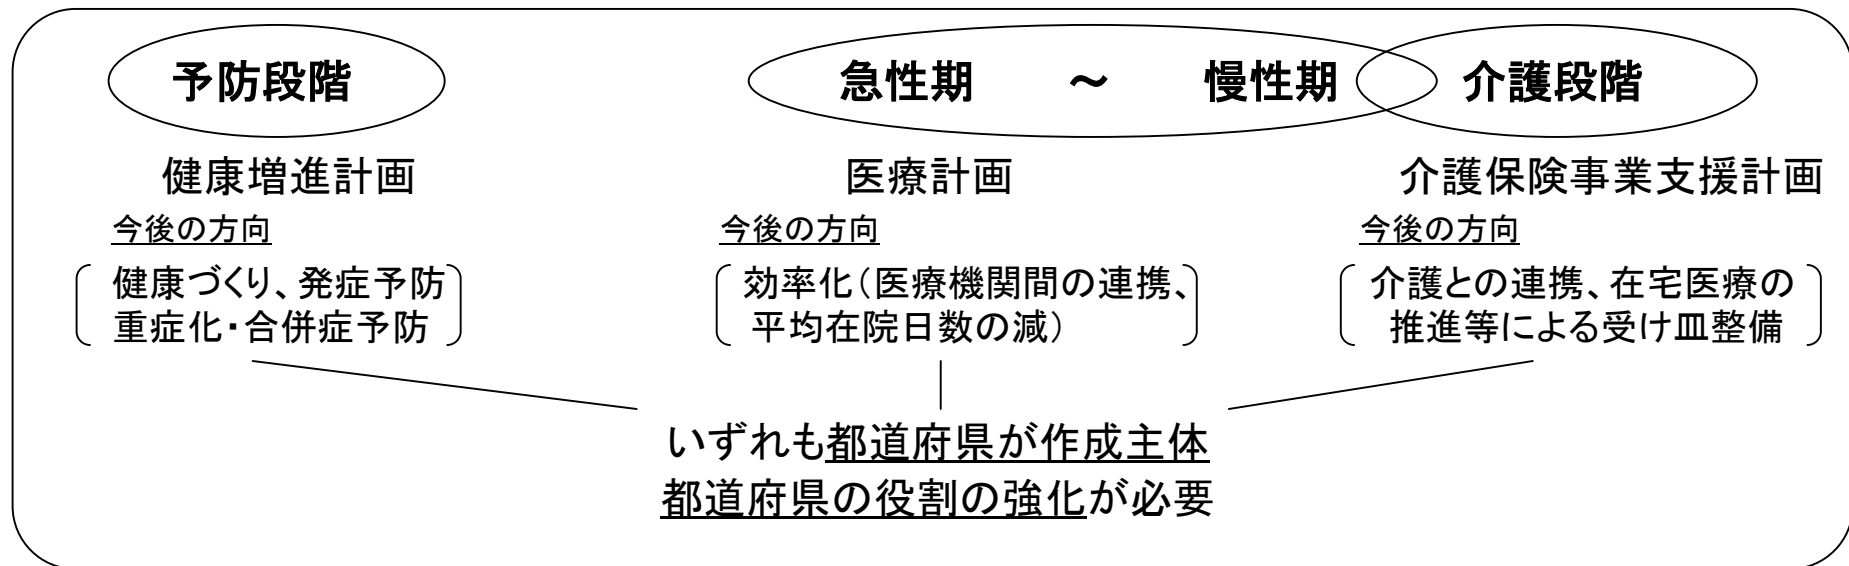 予防段階
急性期 ～ 慢性期
介護段階
健康増進計画
今後の方向
健康づくり、発症予防
重症化・合併症予防
医療計画
今後の方向
効率化（医療機関間の連携、
平均在院日数の減）
介護保険事業支援計画
今後の方向
介護との連携、在宅医療の
推進等による受け皿整備
いずれも都道府県が作成主体
都道府県の役割の強化が必要